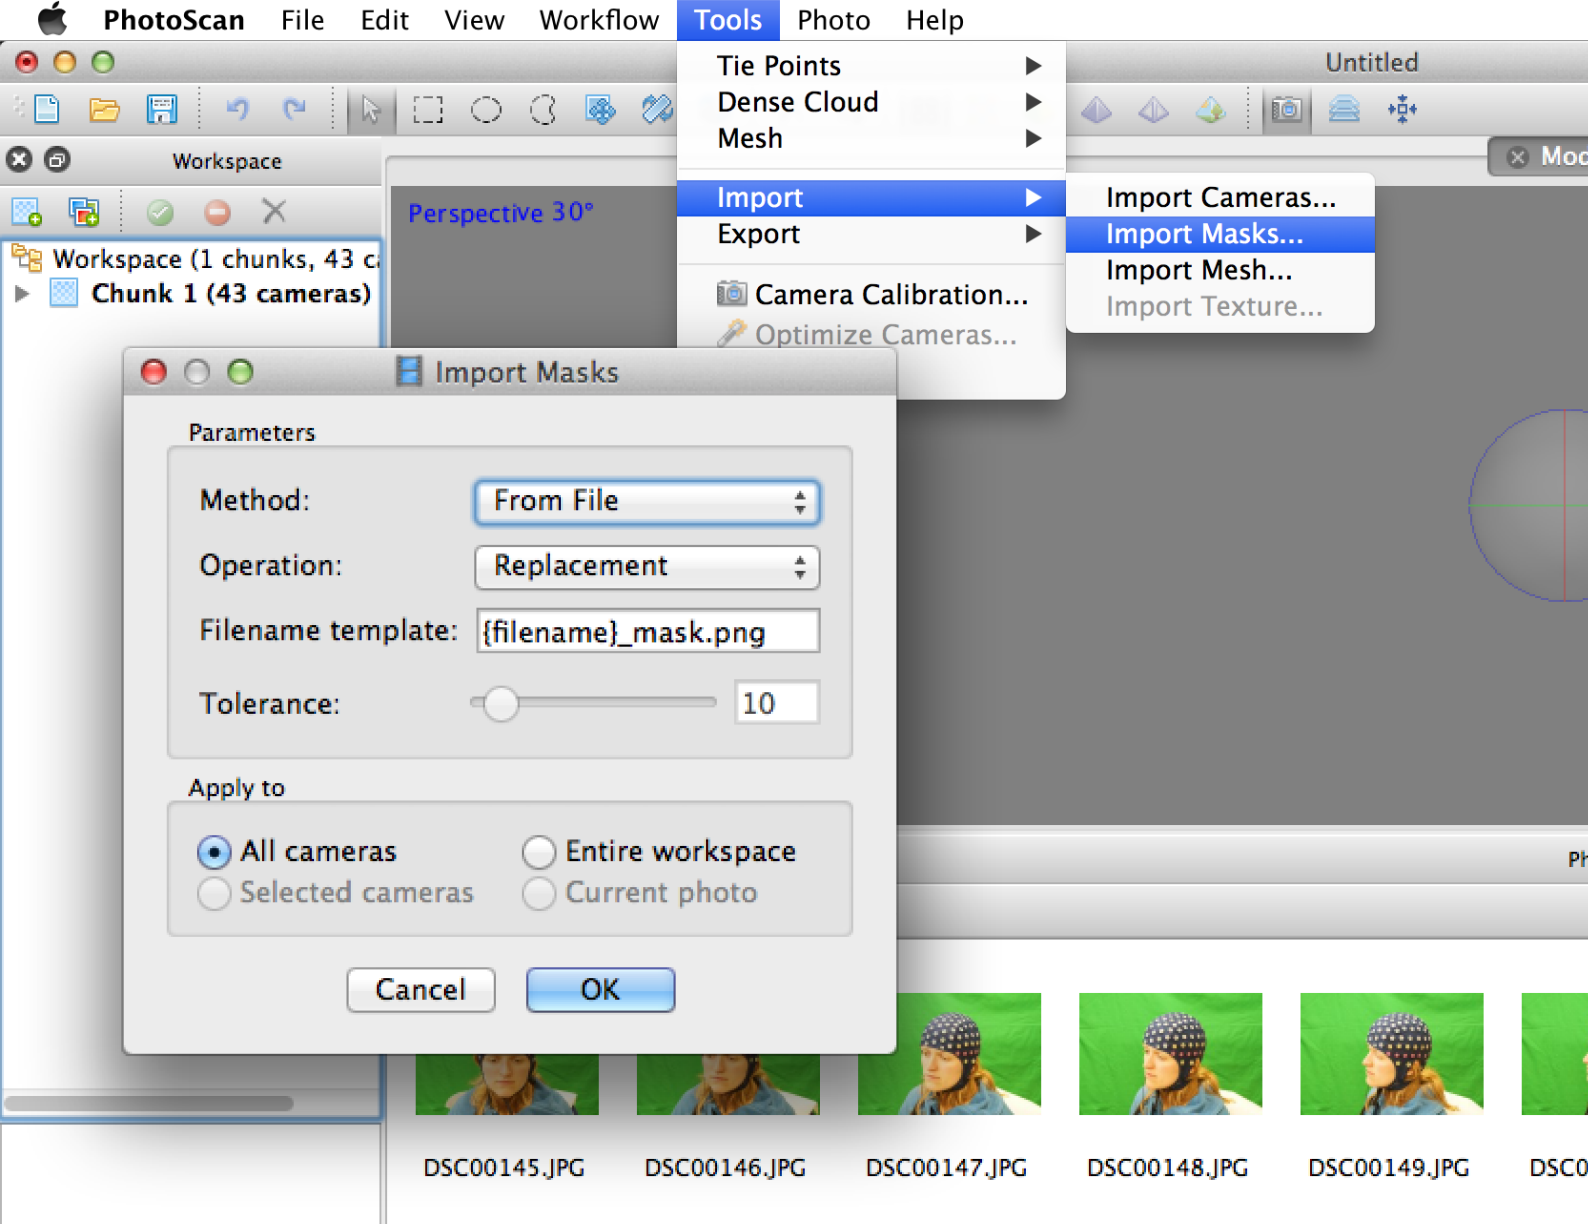 PhotoScan File Edit View Workflow Tools Photo Help
Untitled
Tie Points
Dense Cloud
Mesh
Import
Export
Camera Calibration...
Optimize Cameras...
Import Cameras...
Import Masks...
Import Mesh...
Import Texture...
Workspace
Workspace (1 chunks, 43 c
Chunk 1 (43 cameras)
Perspective 30°
Import Masks
Parameters
Method: From File
Operation: Replacement
Filename template: {filename}_mask.png
Tolerance: 10
Apply to
All cameras Entire workspace
Selected cameras Current photo
Cancel OK
DSC00145.JPG DSC00146.JPG DSC00147.JPG DSC00148.JPG DSC00149.JPG